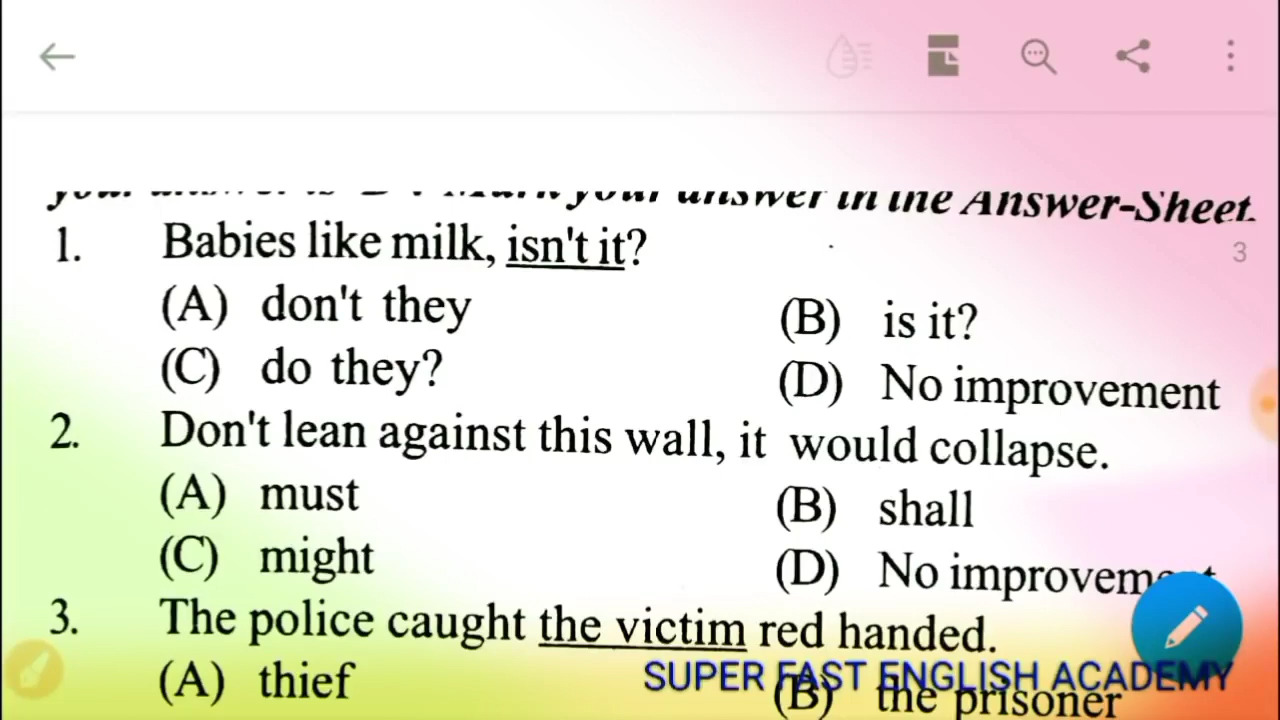 your answer in the Answer-Sheet.
3
1. Babies like milk, isn't it?
(A) don't they (B) is it?
(C) do they? (D) No improvement
2. Don't lean against this wall, it would collapse.
(A) must (B) shall
(C) might (D) No improvement
3. The police caught the victim red handed.
(A) thief (B) the prisoner
SUPER FAST ENGLISH ACADEMY